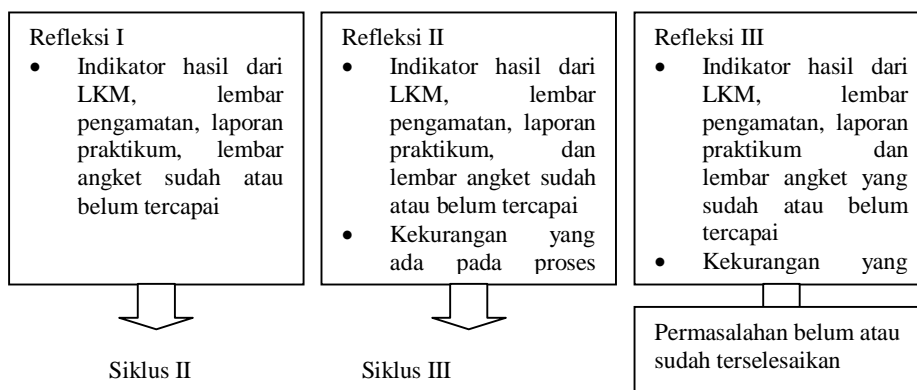 Refleksi I
• Indikator hasil dari
LKM, lembar
pengamatan, laporan
praktikum, lembar
angket sudah atau
belum tercapai
Refleksi II
• Indikator hasil dari
LKM, lembar
pengamatan, laporan
praktikum, dan
lembar angket sudah
atau belum tercapai
• Kekurangan yang
ada pada proses
Refleksi III
• Indikator hasil dari
LKM, lembar
pengamatan, laporan
praktikum dan
lembar angket yang
sudah atau belum
tercapai
• Kekurangan yang
Siklus II
Siklus III
Permasalahan belum atau
sudah terselesaikan